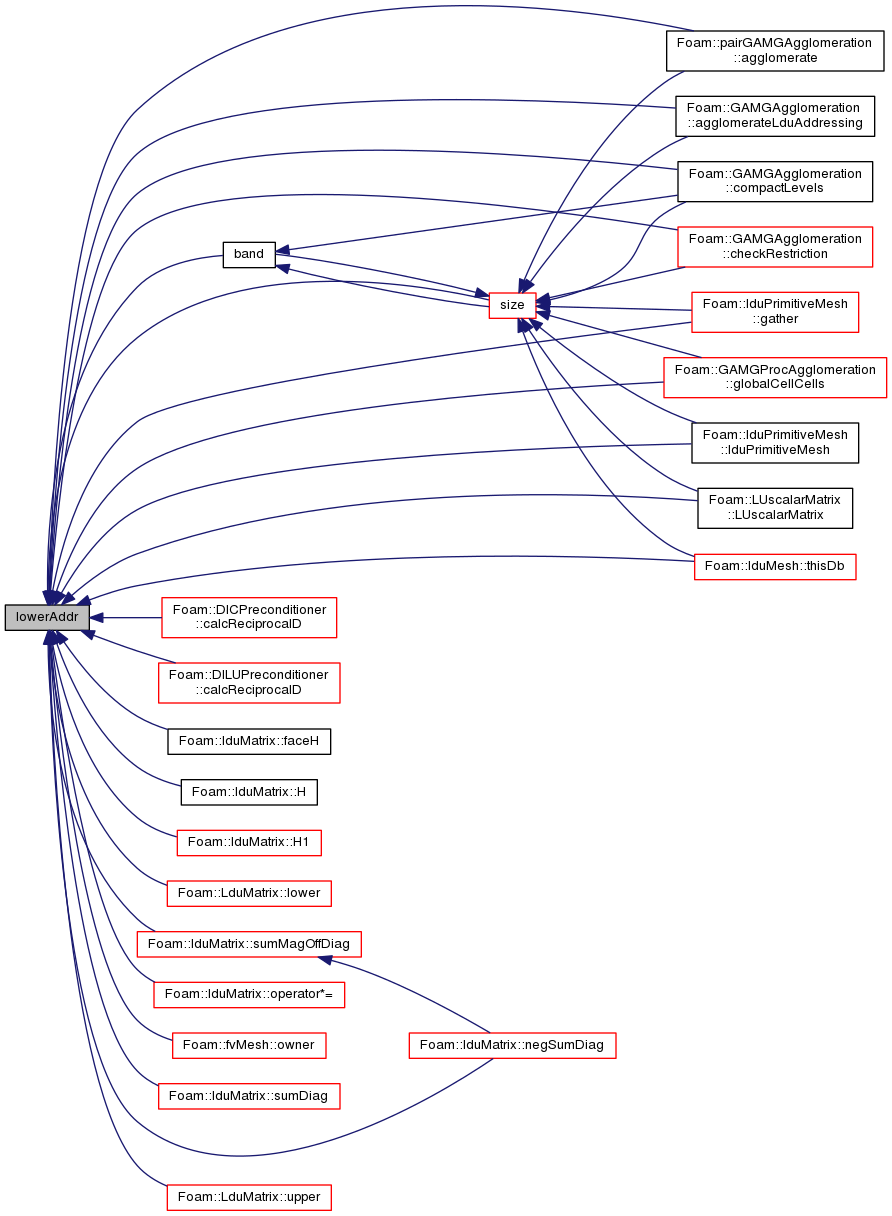 Foam::pairGAMGAgglomeration
::agglomerate
Foam::GAMGAgglomeration
::agglomerateLduAddressing
Foam::GAMGAgglomeration
::compactLevels
Foam::GAMGAgglomeration
::checkRestriction
band
size
Foam::lduPrimitiveMesh
::gather
Foam::GAMGProcAgglomeration
::globalCellCells
Foam::lduPrimitiveMesh
::lduPrimitiveMesh
Foam::LUscalarMatrix
::LUscalarMatrix
Foam::lduMesh::thisDb
lowerAddr
Foam::DICPreconditioner
::calcReciprocalD
Foam::DILUPreconditioner
::calcReciprocalD
Foam::lduMatrix::faceH
Foam::lduMatrix::H
Foam::lduMatrix::H1
Foam::LduMatrix::lower
Foam::lduMatrix::sumMagOffDiag
Foam::lduMatrix::operator*=
Foam::fvMesh::owner
Foam::lduMatrix::negSumDiag
Foam::lduMatrix::sumDiag
Foam::LduMatrix::upper